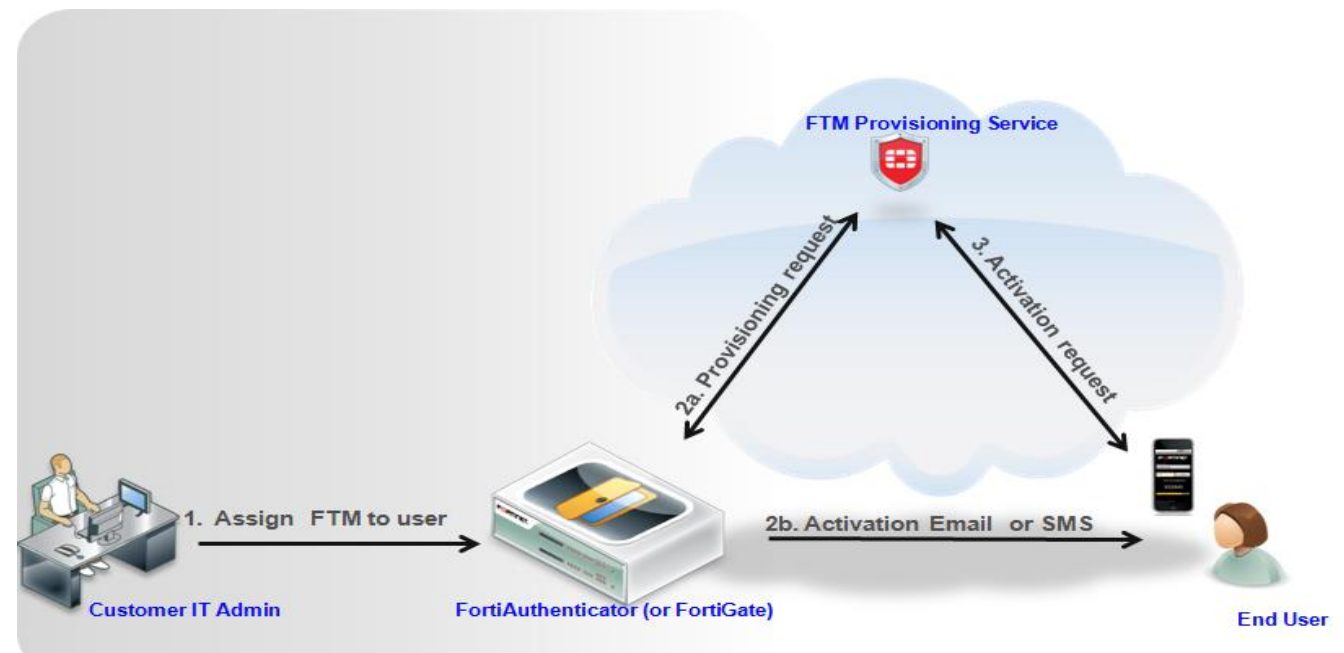 FTM Provisioning Service
2a. Provisioning request
3. Activation request
1. Assign FTM to user
2b. Activation Email or SMS
Customer IT Admin
FortiAuthenticator (or FortiGate)
End User